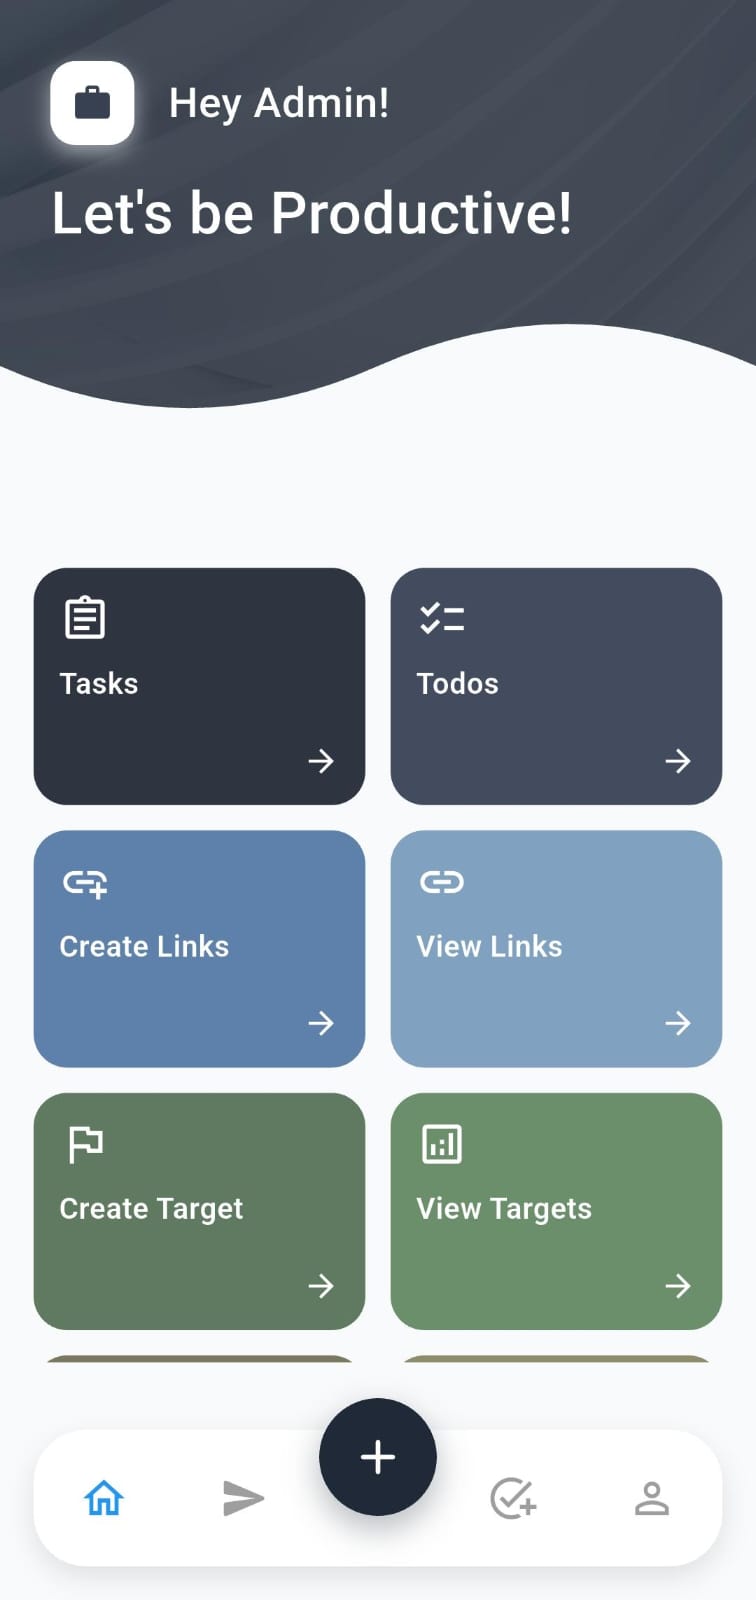 Hey Admin!
Let's be Productive!
Tasks
Todos
Create Links
View Links
Create Target
View Targets